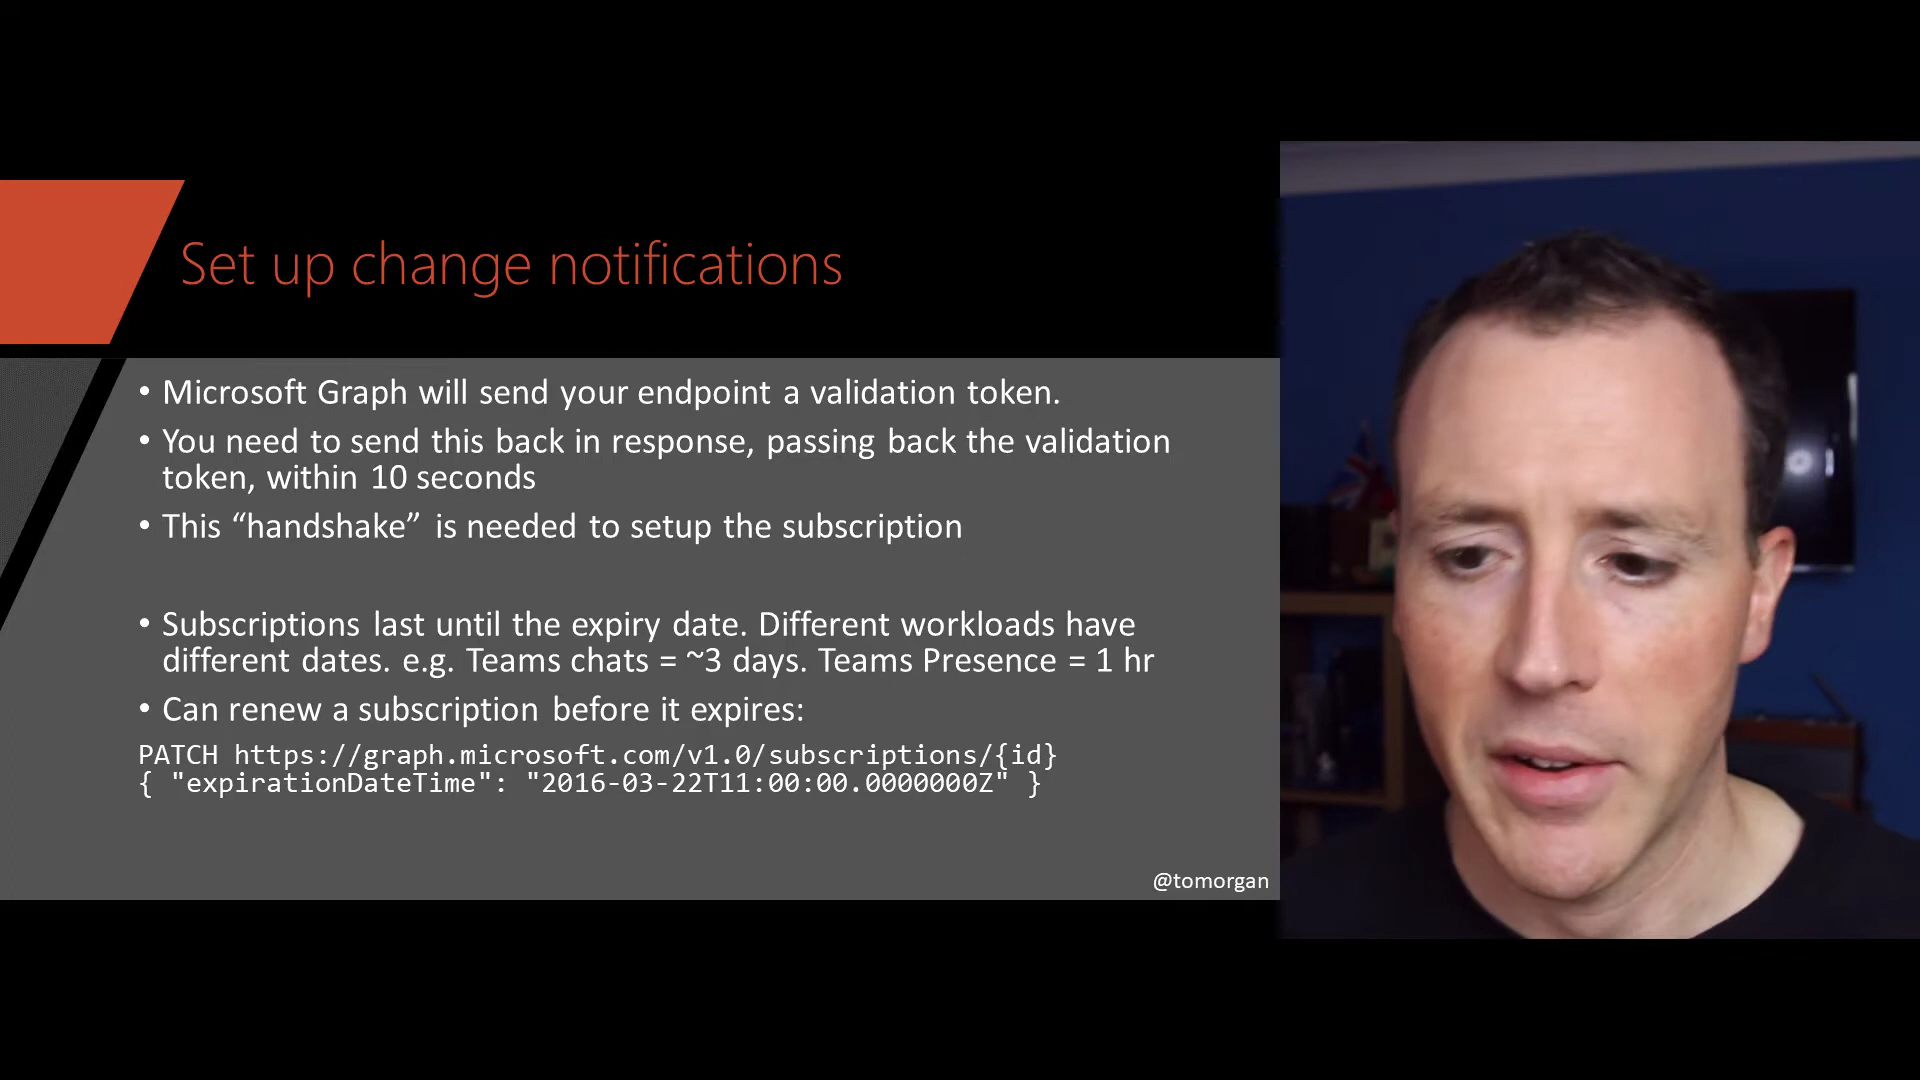 Set up change notifications
• Microsoft Graph will send your endpoint a validation token.
• You need to send this back in response, passing back the validation
token, within 10 seconds
• This “handshake” is needed to setup the subscription
• Subscriptions last until the expiry date. Different workloads have
different dates. e.g. Teams chats = ~3 days. Teams Presence = 1 hr
• Can renew a subscription before it expires:
PATCH https://graph.microsoft.com/v1.0/subscriptions/{id}
{ "expirationDateTime": "2016-03-22T11:00:00.0000000Z" }
@tomorgan